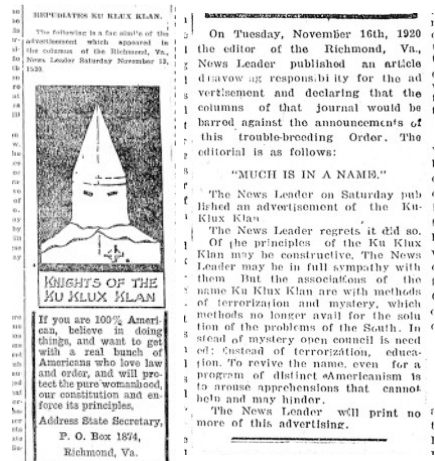 REPUDIATES KU KLUX KLAN.
The following is a fac simile of the
advertisement which appeared in
the columns of the Richmond, Va.,
News Leader Saturday November 13,
1920.
KNIGHTS OF THE
KU KLUX KLAN
If you are 100% Ameri-
can, believe in doing
things, and want to get
with a real bunch of
Americans who love law
and order, and will pro-
tect the pure womanhood,
our constitution and en-
force its principles,
Address State Secretary,
P. O. Box 1874,
Richmond, Va.
On Tuesday, November 16th, 1920
the editor of the Richmond, Va.,
News Leader published an article
disavow ng responsibi ity for the ad
vertisement and declaring that the
columns of that journal would be
barred against the announcements of
this trouble-breeding Order. The
editorial is as follows:
"MUCH IS IN A NAME."
The News Leader on Saturday pub
lished an advertisement of the Ku-
Klux Klan
The News Leader regrets it did so.
Of the principles of the Ku Klux
Klan may be constructive. The News
Leader may be in full sympathy with
them But the associations of the
name Ku Klux Klan are with methods
of terrorization and mystery, which
methods no longer avail for the solu
tion of the problems of the South. In
stead of mystery open council is need
ed; instead of terrorization, educa-
tion. To revive the name, even for a
program of distinct Americanism is
to arouse apprehensions that cannot
help and may hinder.
The News Leader will print no
more of this advertising.